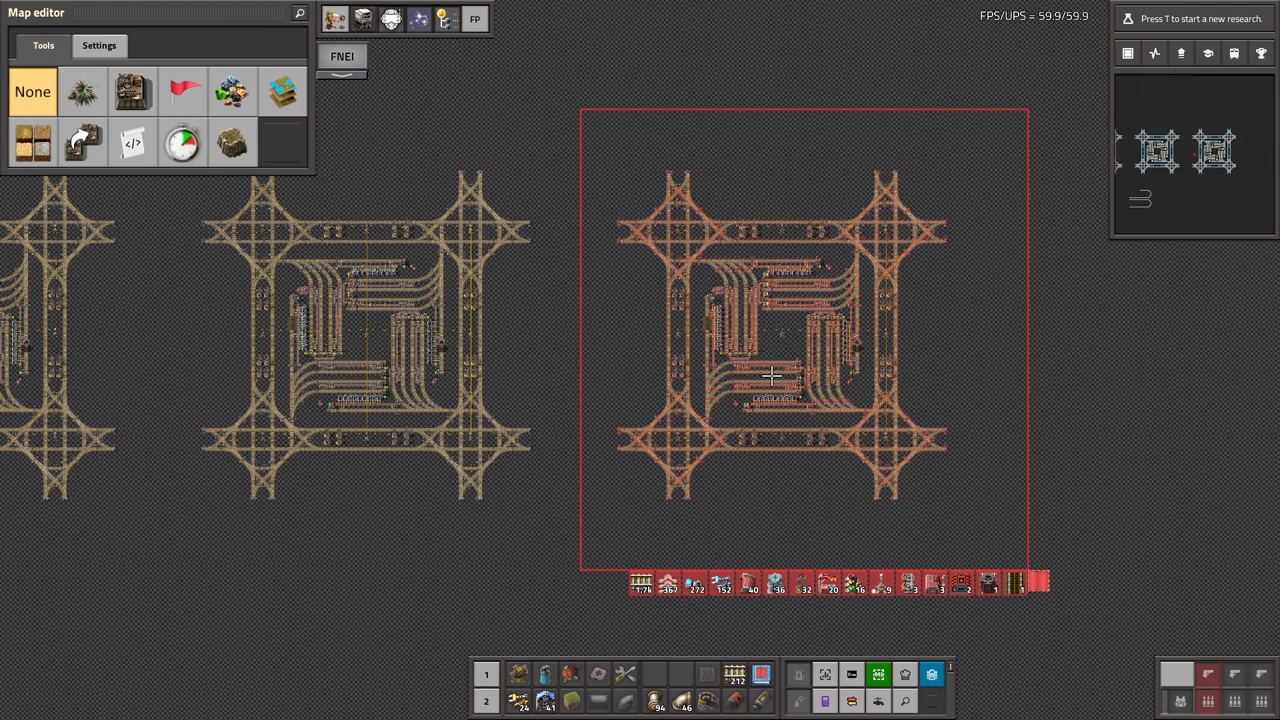 Map editor
FP
FPS/UPS = 59.9/59.9
Press T to start a new research.
Tools
Settings
FNEI
None
</>
1.7k
367
272
152
40
36
32
20
16
9
3
3
2
1
1
1
212
2
24
41
94
46